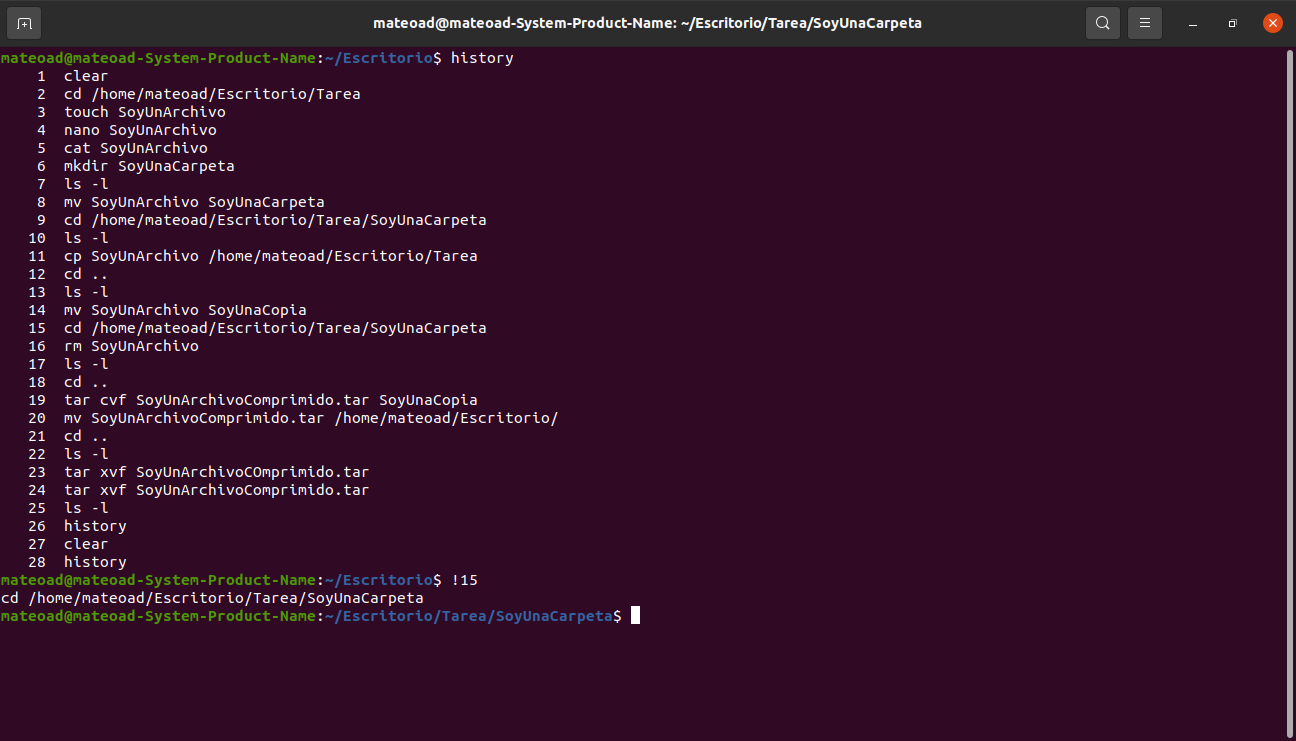 mateoad@mateoad-System-Product-Name: ~/Escritorio/Tarea/SoyUnaCarpeta
mateoad@mateoad-System-Product-Name:~/Escritorio$ history
1 clear
2 cd /home/mateoad/Escritorio/Tarea
3 touch SoyUnArchivo
4 nano SoyUnArchivo
5 cat SoyUnArchivo
6 mkdir SoyUnaCarpeta
7 ls -l
8 mv SoyUnArchivo SoyUnaCarpeta
9 cd /home/mateoad/Escritorio/Tarea/SoyUnaCarpeta
10 ls -l
11 cp SoyUnArchivo /home/mateoad/Escritorio/Tarea
12 cd ..
13 ls -l
14 mv SoyUnArchivo SoyUnaCopia
15 cd /home/mateoad/Escritorio/Tarea/SoyUnaCarpeta
16 rm SoyUnArchivo
17 ls -l
18 cd ..
19 tar cvf SoyUnArchivoComprimido.tar SoyUnaCopia
20 mv SoyUnArchivoComprimido.tar /home/mateoad/Escritorio/
21 cd ..
22 ls -l
23 tar xvf SoyUnArchivoCOmprimido.tar
24 tar xvf SoyUnArchivoComprimido.tar
25 ls -l
26 history
27 clear
28 history
mateoad@mateoad-System-Product-Name:~/Escritorio$ !15
cd /home/mateoad/Escritorio/Tarea/SoyUnaCarpeta
mateoad@mateoad-System-Product-Name:~/Escritorio/Tarea/SoyUnaCarpeta$